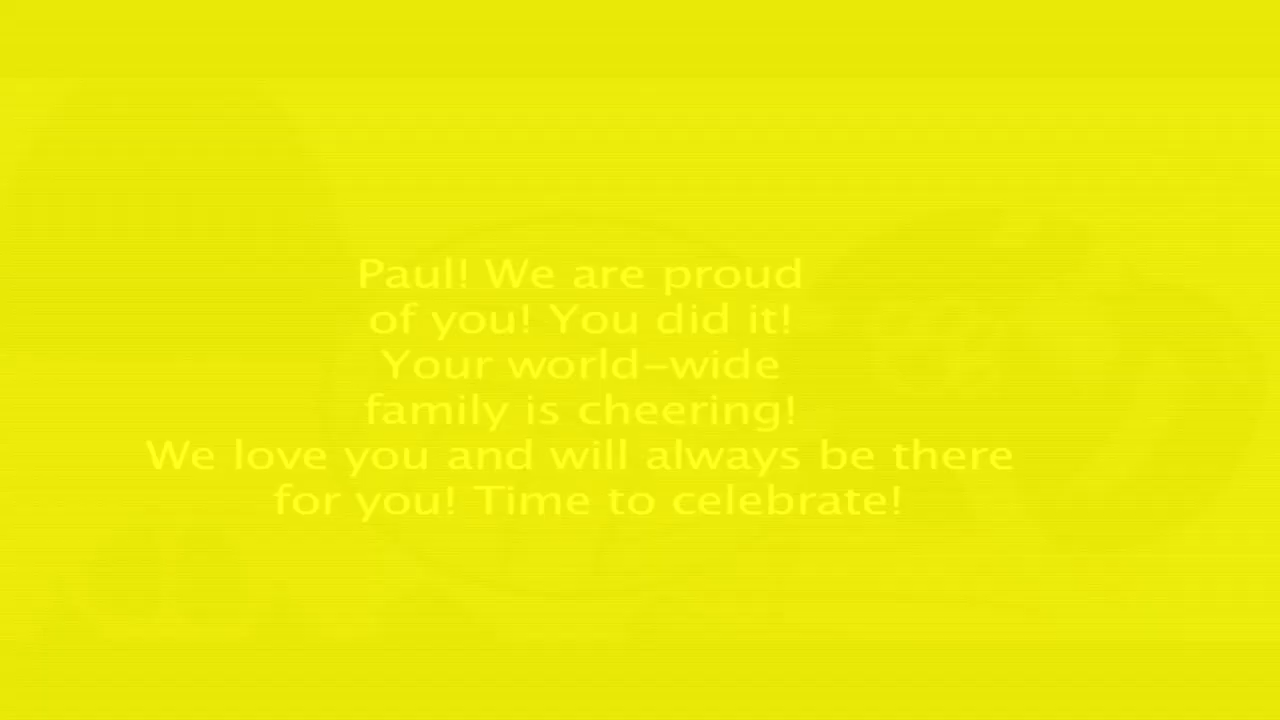 Paul! We are proud
of you! You did it!
Your world-wide
family is cheering!
We love you and will always be there
for you! Time to celebrate!